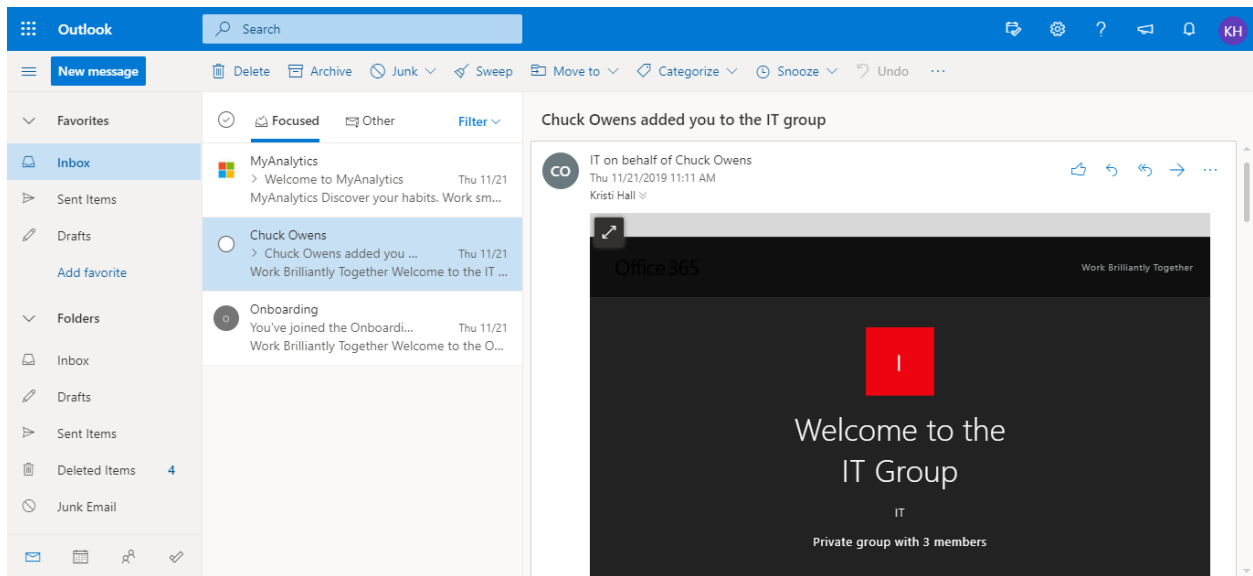 Outlook
Search
KH
New message
Delete
Archive
Junk
Sweep
Move to
Categorize
Snooze
Undo
Favorites
Inbox
Sent Items
Drafts
Add favorite
Folders
Inbox
Drafts
Sent Items
Deleted Items 4
Junk Email
Focused
Other
Filter
MyAnalytics
> Welcome to MyAnalytics Thu 11/21
MyAnalytics Discover your habits. Work sm...
Chuck Owens
> Chuck Owens added you ... Thu 11/21
Work Brilliantly Together Welcome to the IT ...
O
Onboarding
You've joined the Onboardi... Thu 11/21
Work Brilliantly Together Welcome to the O...
Chuck Owens added you to the IT group
CO
IT on behalf of Chuck Owens
Thu 11/21/2019 11:11 AM
Kristi Hall
Office 365
Work Brilliantly Together
I
Welcome to the
IT Group
IT
Private group with 3 members